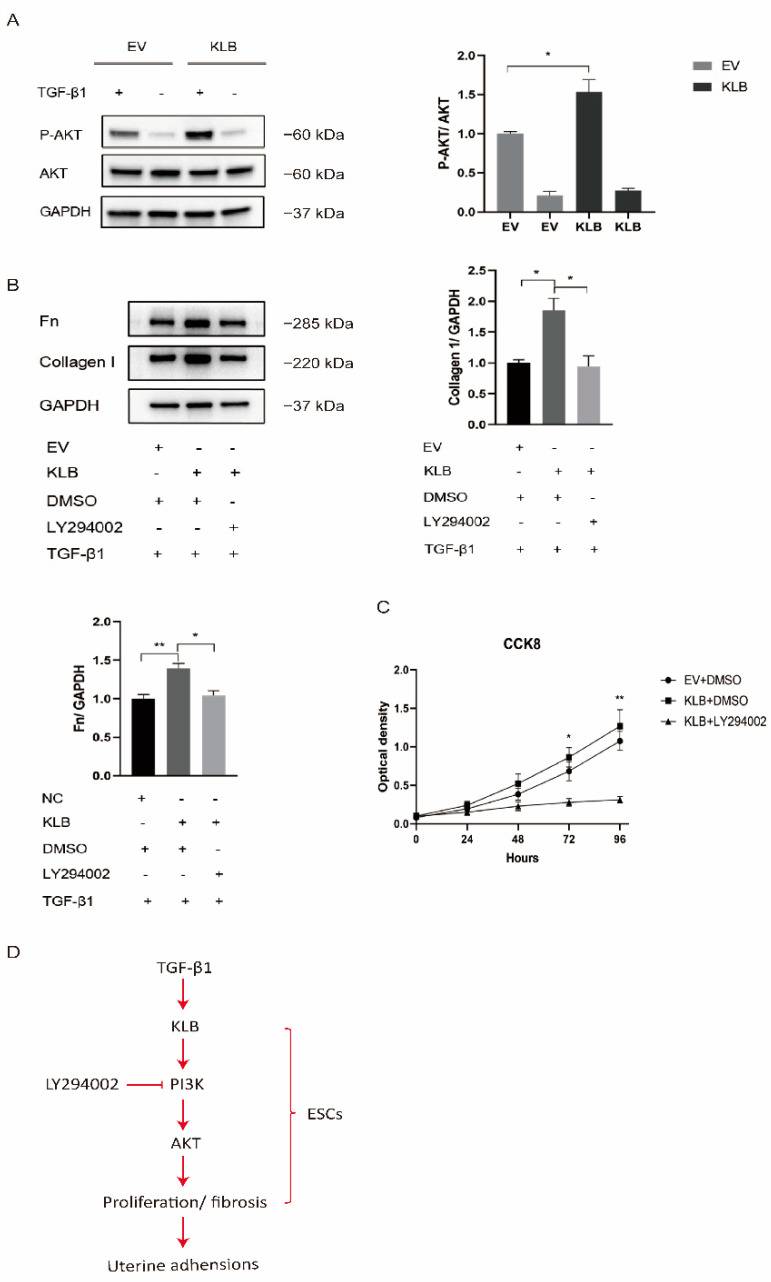 A
EV KLB
TGF-β1 + - + -
P-AKT –60 kDa
AKT –60 kDa
GAPDH –37 kDa
P-AKT/ AKT
2.0
1.5
1.0
0.5
0.0
*
EV EV KLB KLB
EV
KLB
B
Fn –285 kDa
Collagen I –220 kDa
GAPDH –37 kDa
EV + - -
KLB - + +
DMSO + + -
LY294002 - - +
TGF-β1 + + +
Collagen 1/ GAPDH
2.5
2.0
1.5
1.0
0.5
0.0
* *
EV + - -
KLB - + +
DMSO + + -
LY294002 - - +
TGF-β1 + + +
Fn/ GAPDH
2.0
1.5
1.0
0.5
0.0
** *
NC + - -
KLB - + +
DMSO + + -
LY294002 - - +
TGF-β1 + + +
C
CCK8
Optical density
2.0
1.5
1.0
0.5
0.0
* **
0 24 48 72 96
Hours
EV+DMSO
KLB+DMSO
KLB+LY294002
D
TGF-β1
KLB
LY294002 PI3K
ESCs
AKT
Proliferation/ fibrosis
Uterine adhensions